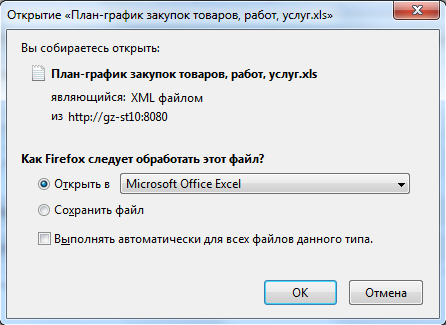 Открытие «План-график закупок товаров, работ, услуг.xls»
Вы собираетесь открыть:
План-график закупок товаров, работ, услуг.xls
являющийся: XML файлом
из http://gz-st10:8080
Как Firefox следует обработать этот файл?
Открыть в Microsoft Office Excel
Сохранить файл
Выполнять автоматически для всех файлов данного типа.
OK Отмена